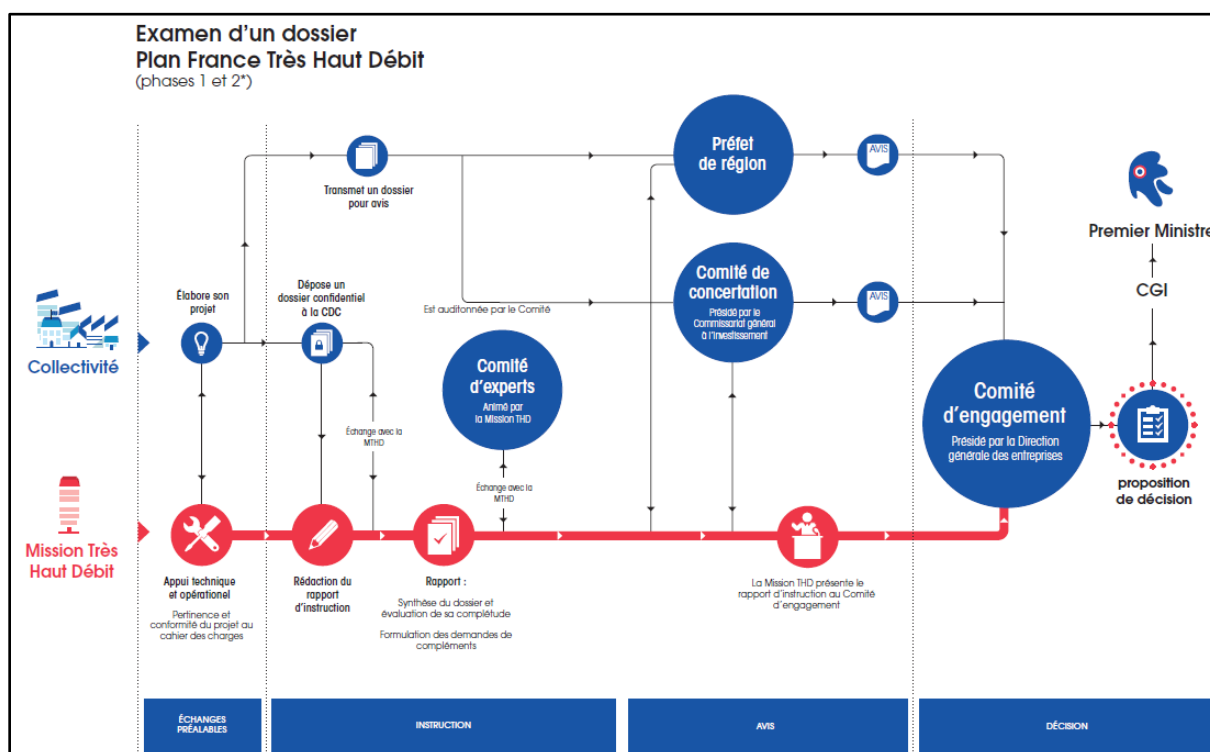 Examen d'un dossier
Plan France Très Haut Débit
(phases 1 et 2*)
Transmet un dossier
pour avis
Préfet
de région
AVIS
Premier Ministre
CGI
Collectivité
Élabore son
projet
Dépose un
dossier confidentiel
à la CDC
Est auditonnée par le Comité
Comité de
concertation
Présidé par le
Commissariat général
à l'Investissement
AVIS
Comité
d'experts
Animé par
la Mission THD
Échange avec la
MTHD
Échange avec la
MTHD
Comité
d'engagement
Présidé par la Direction
générale des entreprises
proposition
de décision
Mission Très
Haut Débit
Appui technique
et opérationel
Pertinence et
conformité du projet au
cahier des charges
Rédaction du
rapport
d'instruction
Rapport :
Synthèse du dossier et
évaluation de sa complétude
Formulation des demandes de
compléments
La Mission THD présente le
rapport d'instruction au Comité
d'engagement
ÉCHANGES
PRÉALABLES
INSTRUCTION
AVIS
DÉCISION